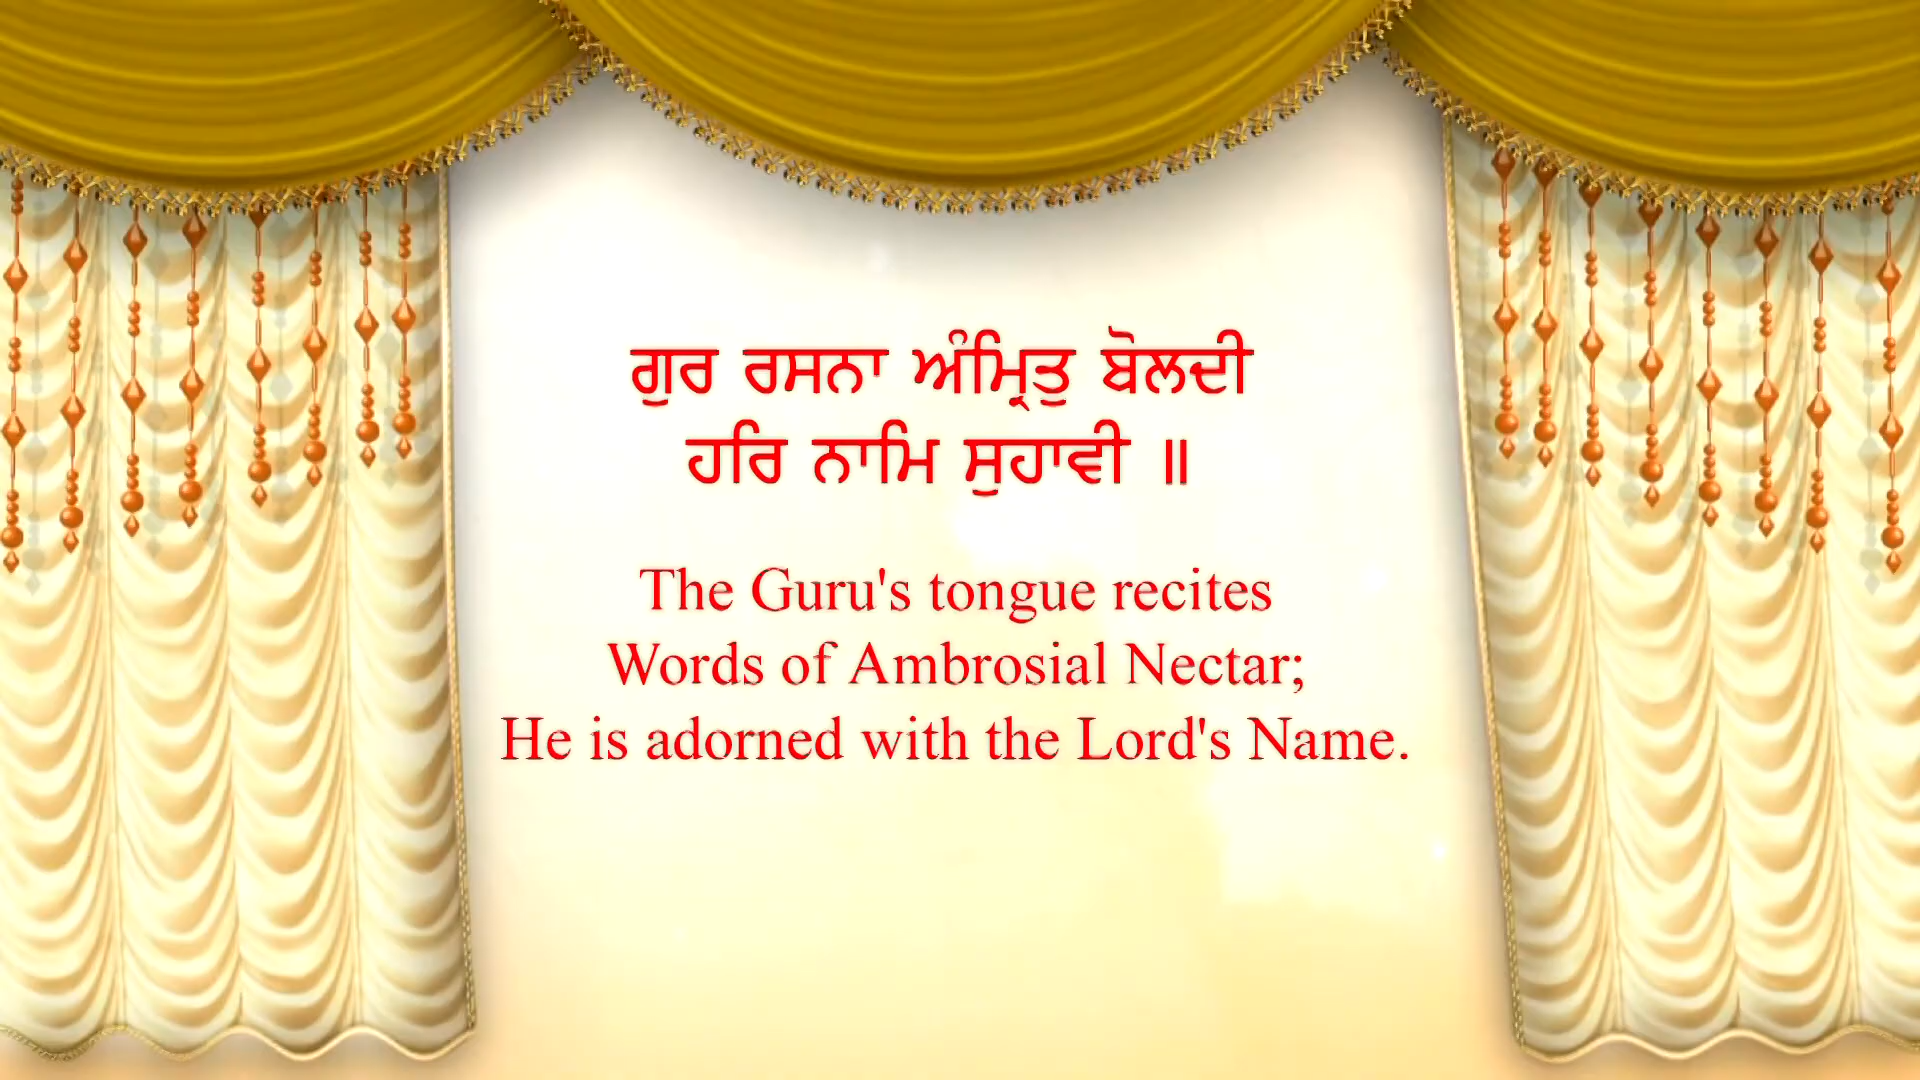 ਗੁਰ ਰਸਨਾ ਅੰਮ੍ਰਿਤੁ ਬੋਲਦੀ
ਹਰਿ ਨਾਮਿ ਸੁਹਾਵੀ ॥
The Guru's tongue recites
Words of Ambrosial Nectar;
He is adorned with the Lord's Name.